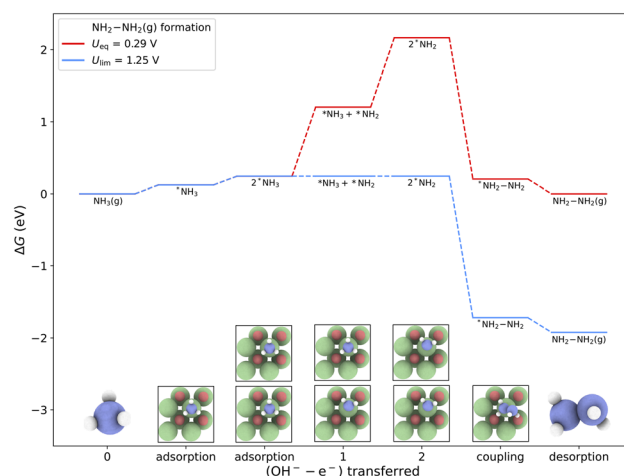 NH₂−NH₂(g) formation
U_eq = 0.29 V
U_lim = 1.25 V
2
1
0
−1
−2
−3
ΔG (eV)
NH₃(g)
*NH₃
2*NH₃
*NH₃ + *NH₂
2*NH₂
*NH₂−NH₂
NH₂−NH₂(g)
*NH₃ + *NH₂
2*NH₂
*NH₂−NH₂
NH₂−NH₂(g)
0 adsorption adsorption 1 2 coupling desorption
(OH⁻ − e⁻) transferred